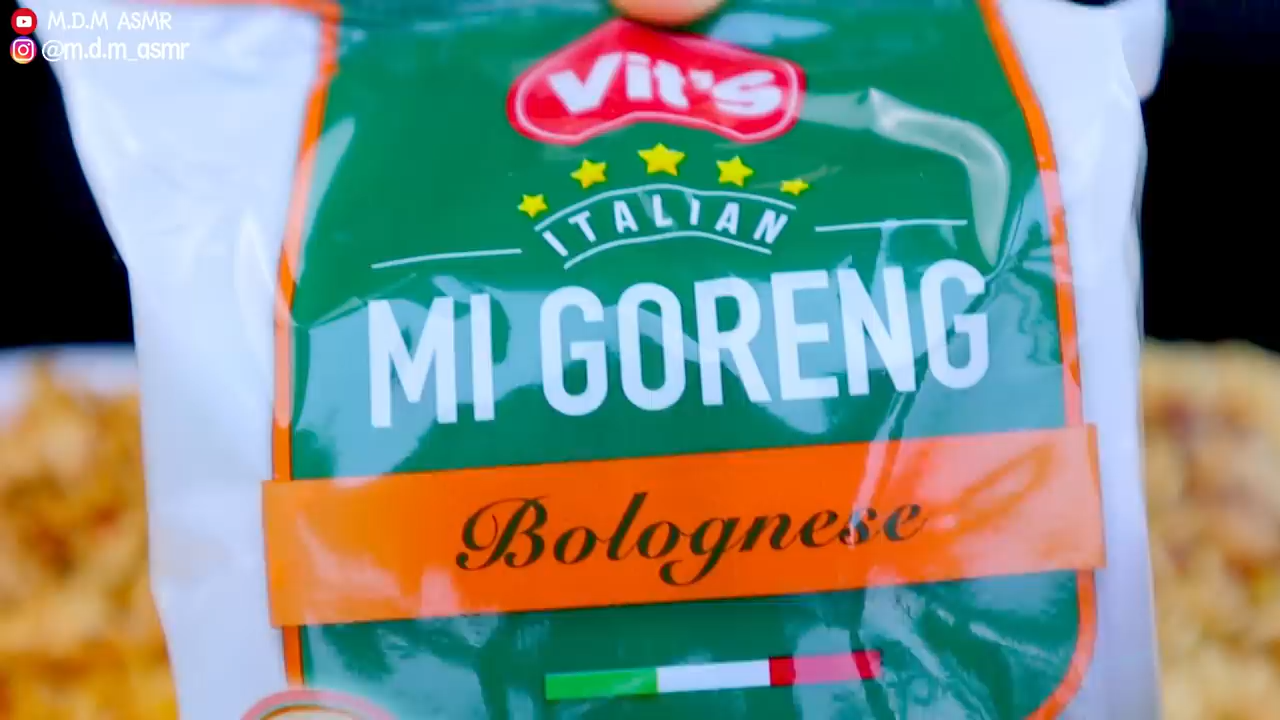 M.D.M ASMR
@m.d.m_asmr
Vit's
ITALIAN
MI GORENG
Bolognese